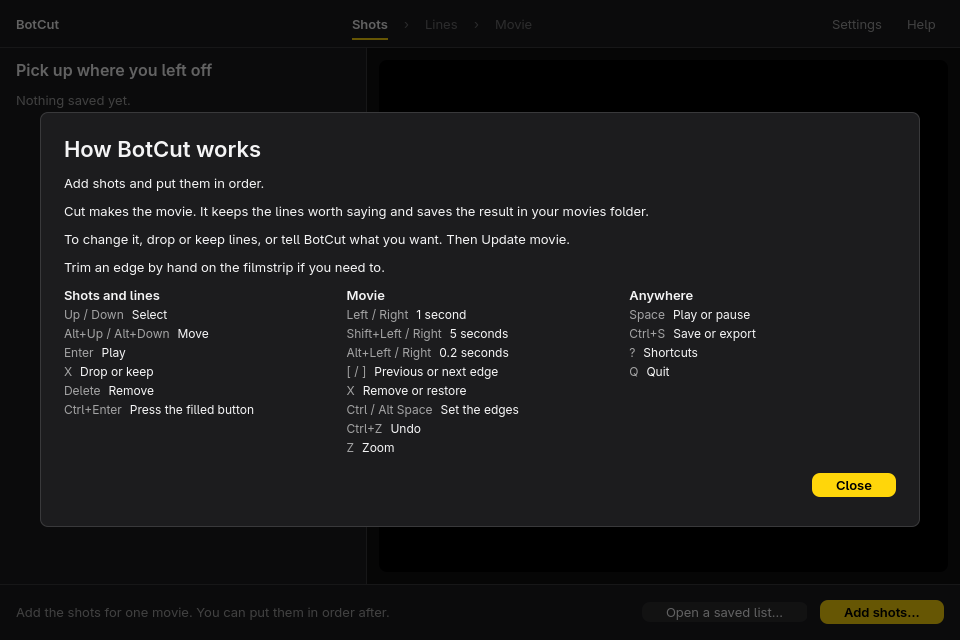 BotCut
Shots › Lines › Movie
Settings Help
Pick up where you left off
Nothing saved yet.
How BotCut works
Add shots and put them in order.
Cut makes the movie. It keeps the lines worth saying and saves the result in your movies folder.
To change it, drop or keep lines, or tell BotCut what you want. Then Update movie.
Trim an edge by hand on the filmstrip if you need to.
Shots and lines
Up / Down Select
Alt+Up / Alt+Down Move
Enter Play
X Drop or keep
Delete Remove
Ctrl+Enter Press the filled button
Movie
Left / Right 1 second
Shift+Left / Right 5 seconds
Alt+Left / Right 0.2 seconds
[ / ] Previous or next edge
X Remove or restore
Ctrl / Alt Space Set the edges
Ctrl+Z Undo
Z Zoom
Anywhere
Space Play or pause
Ctrl+S Save or export
? Shortcuts
Q Quit
Close
Add the shots for one movie. You can put them in order after.
Open a saved list...
Add shots...